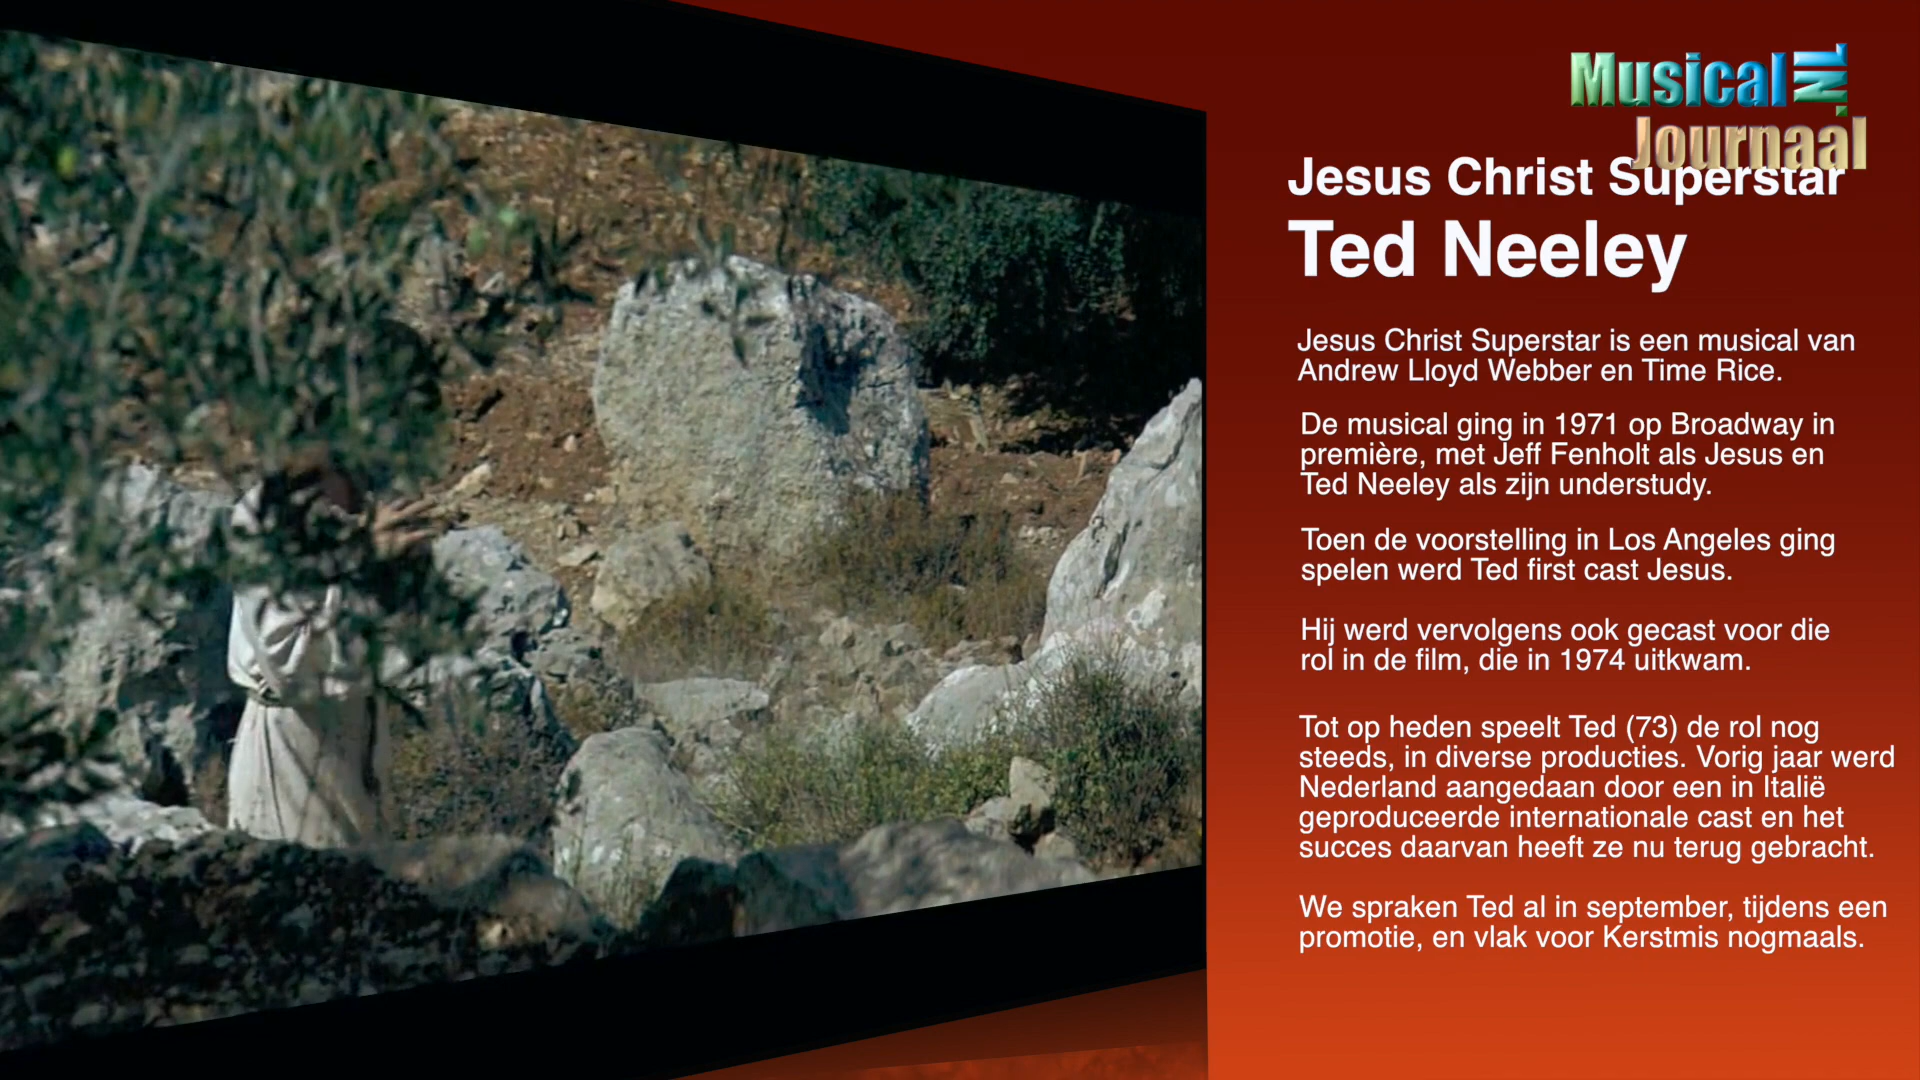 Musical
TV.
Journaal
Jesus Christ Superstar
Ted Neeley
Jesus Christ Superstar is een musical van
Andrew Lloyd Webber en Time Rice.
De musical ging in 1971 op Broadway in
première, met Jeff Fenholt als Jesus en
Ted Neeley als zijn understudy.
Toen de voorstelling in Los Angeles ging
spelen werd Ted first cast Jesus.
Hij werd vervolgens ook gecast voor die
rol in de film, die in 1974 uitkwam.
Tot op heden speelt Ted (73) de rol nog
steeds, in diverse producties. Vorig jaar werd
Nederland aangedaan door een in Italië
geproduceerde internationale cast en het
succes daarvan heeft ze nu terug gebracht.
We spraken Ted al in september, tijdens een
promotie, en vlak voor Kerstmis nogmaals.